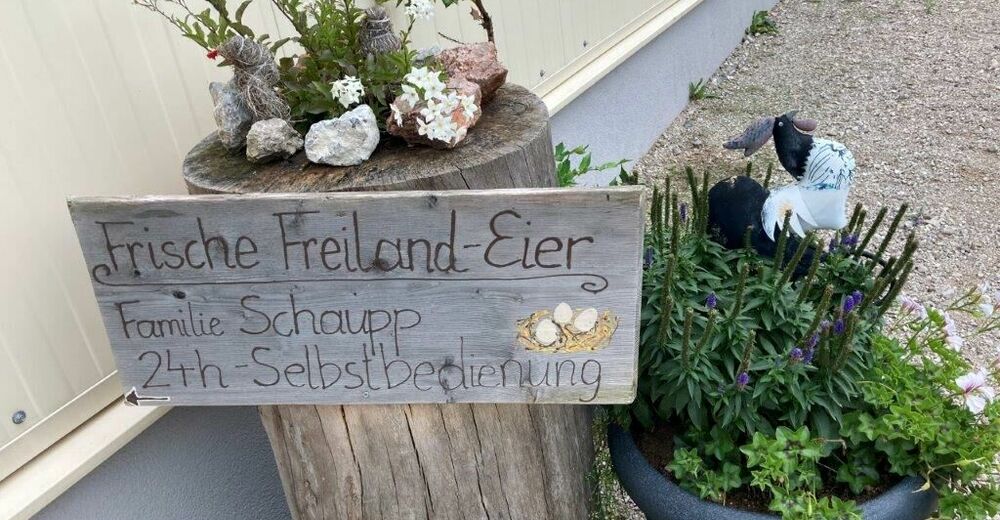 Frische Freiland-Eier
Familie Schaupp
24h-Selbstbedienung